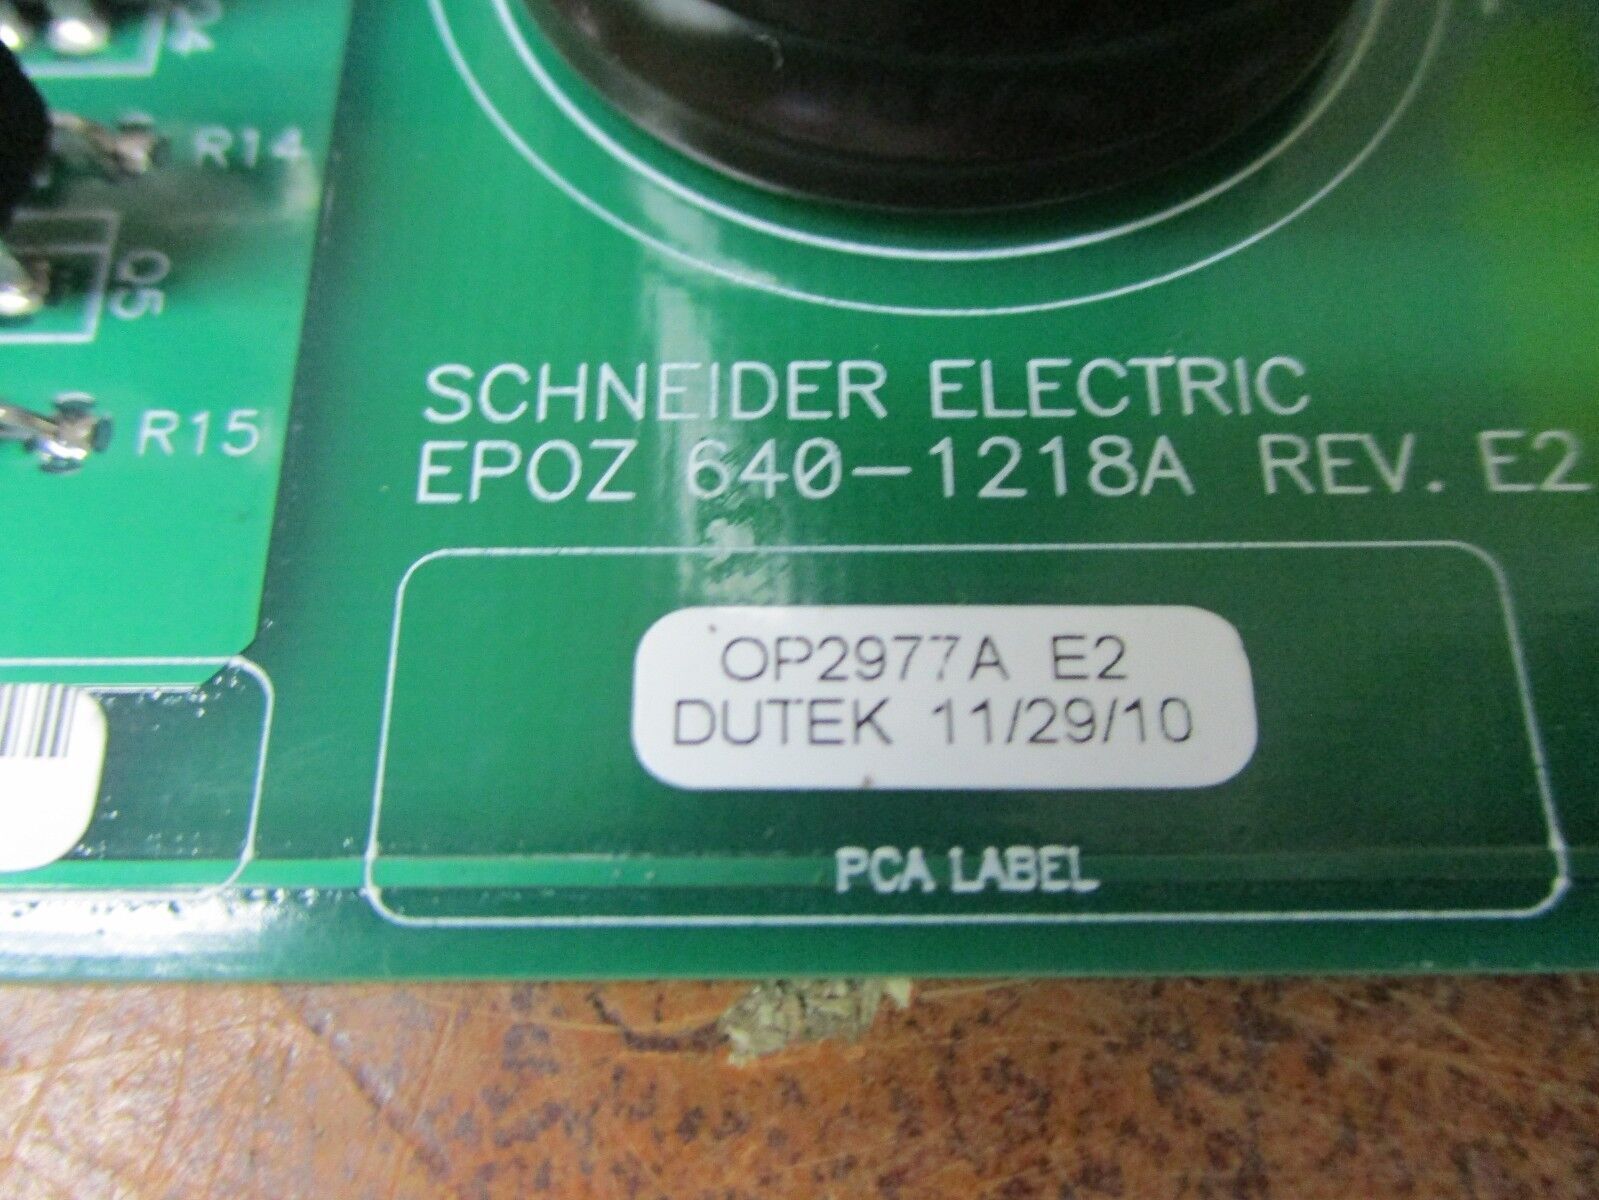 R14
Q5
R15
SCHNEIDER ELECTRIC
EPOZ 640-1218A REV. E2
OP2977A E2
DUTEK 11/29/10
PCA LABEL